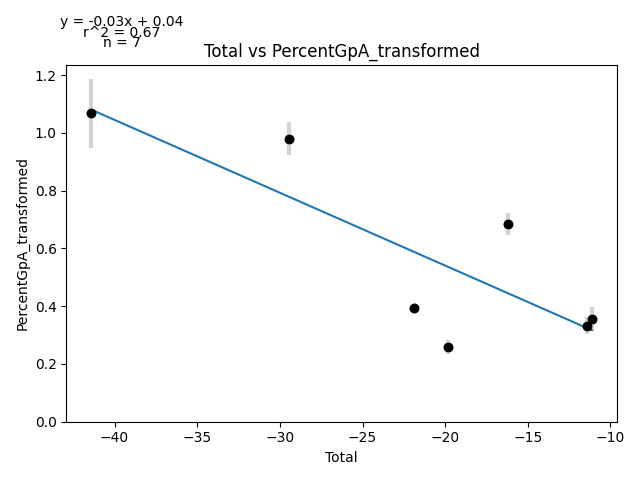 y = -0.03x + 0.04
r^2 = 0.67
n = 7
Total vs PercentGpA_transformed
1.2
1.0
0.8
0.6
0.4
0.2
0.0
PercentGpA_transformed
−40
−35
−30
−25
−20
−15
−10
Total